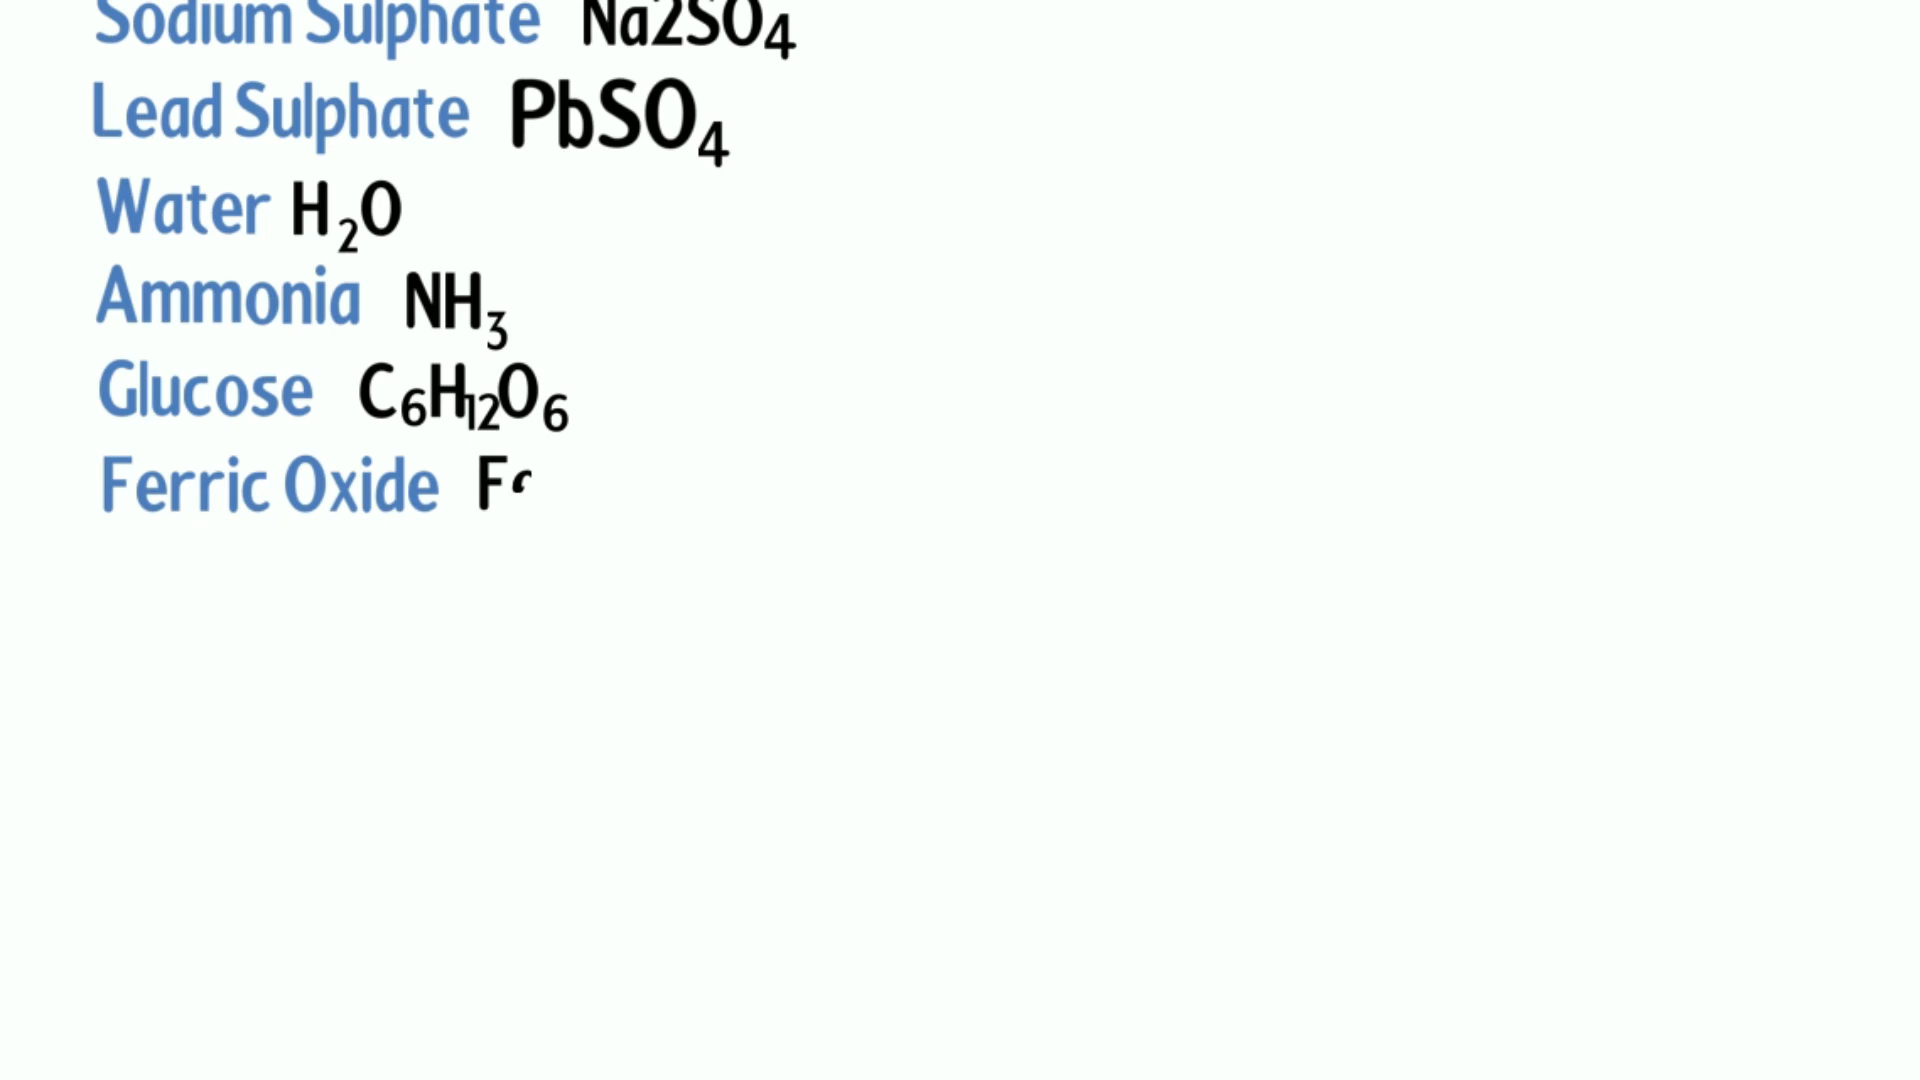 Sodium Sulphate Na2SO₄
Lead Sulphate PbSO₄
Water H₂O
Ammonia NH₃
Glucose C₆H₁₂O₆
Ferric Oxide F